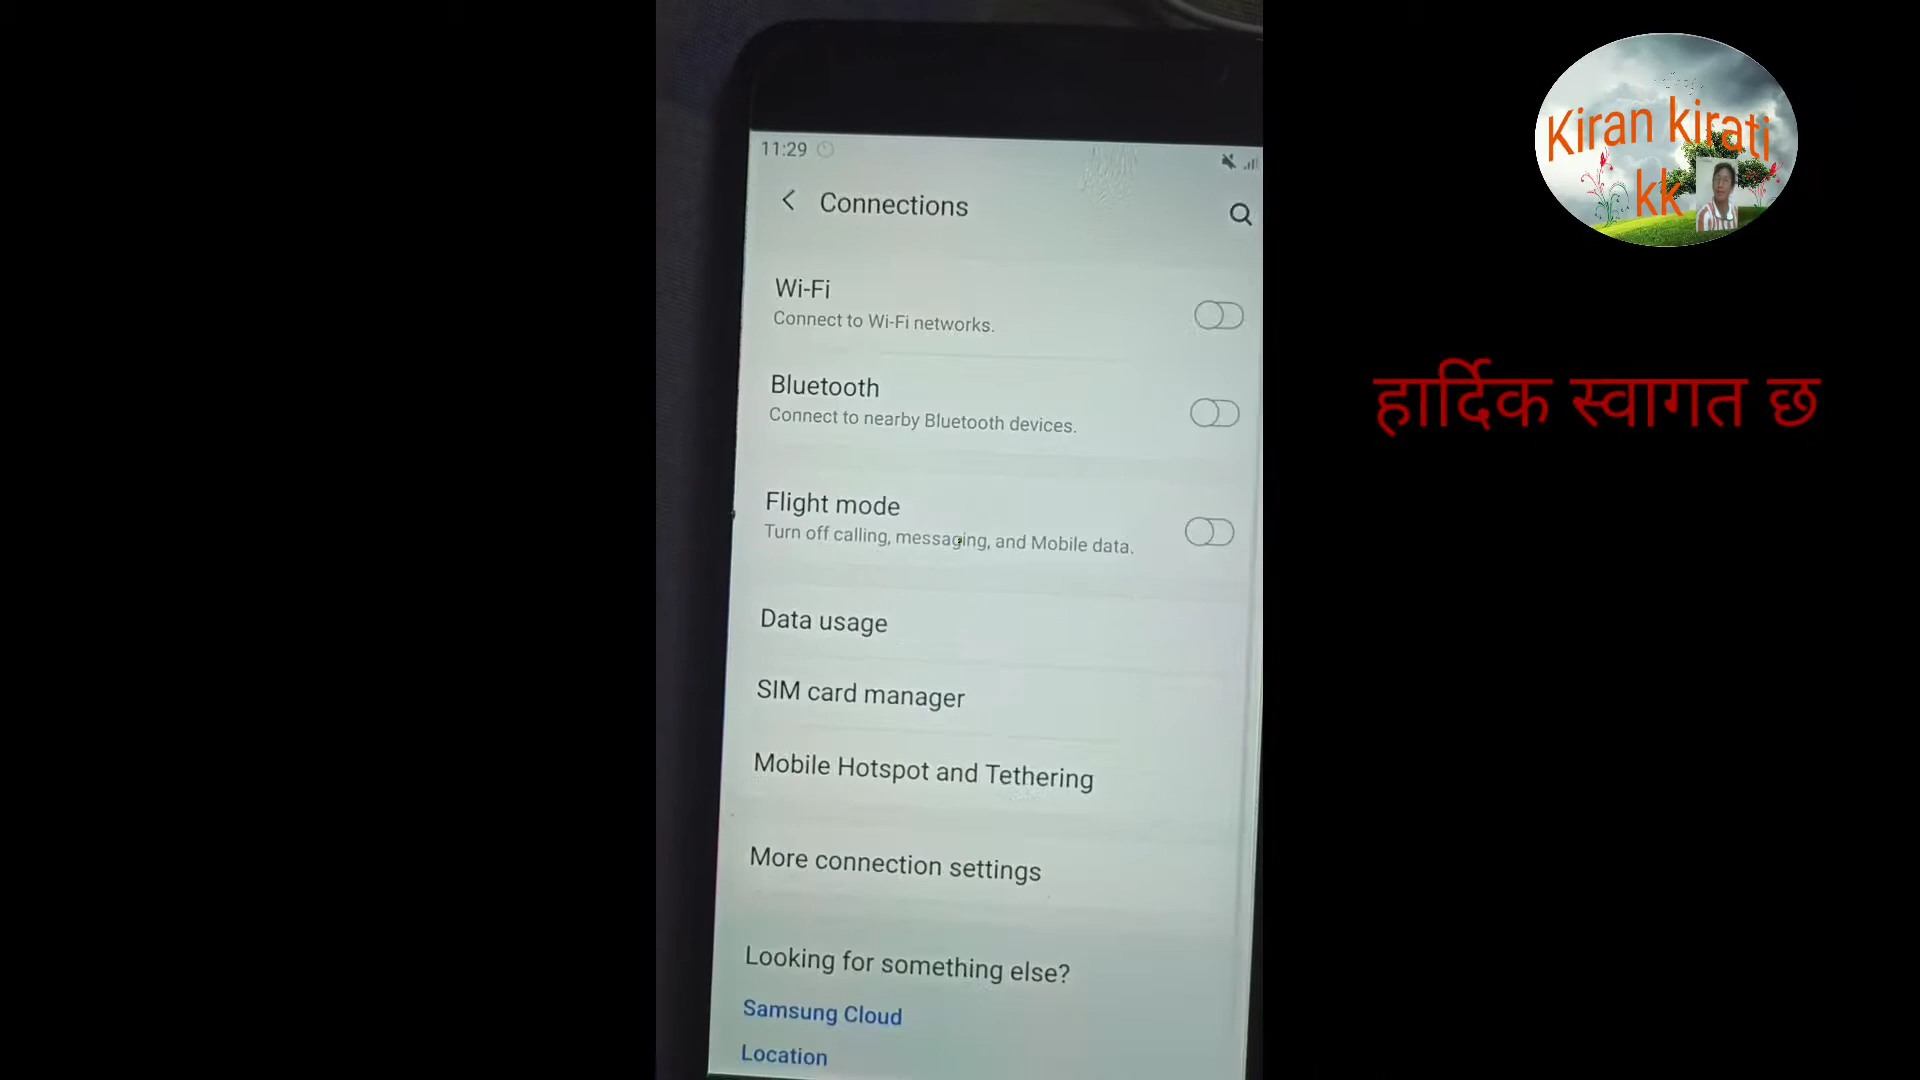 11:29
Connections
Wi-Fi
Connect to Wi-Fi networks.
Bluetooth
Connect to nearby Bluetooth devices.
Flight mode
Turn off calling, messaging, and Mobile data.
Data usage
SIM card manager
Mobile Hotspot and Tethering
More connection settings
Looking for something else?
Samsung Cloud
Location
Kiran kirati
kk
हार्दिक स्वागत छ